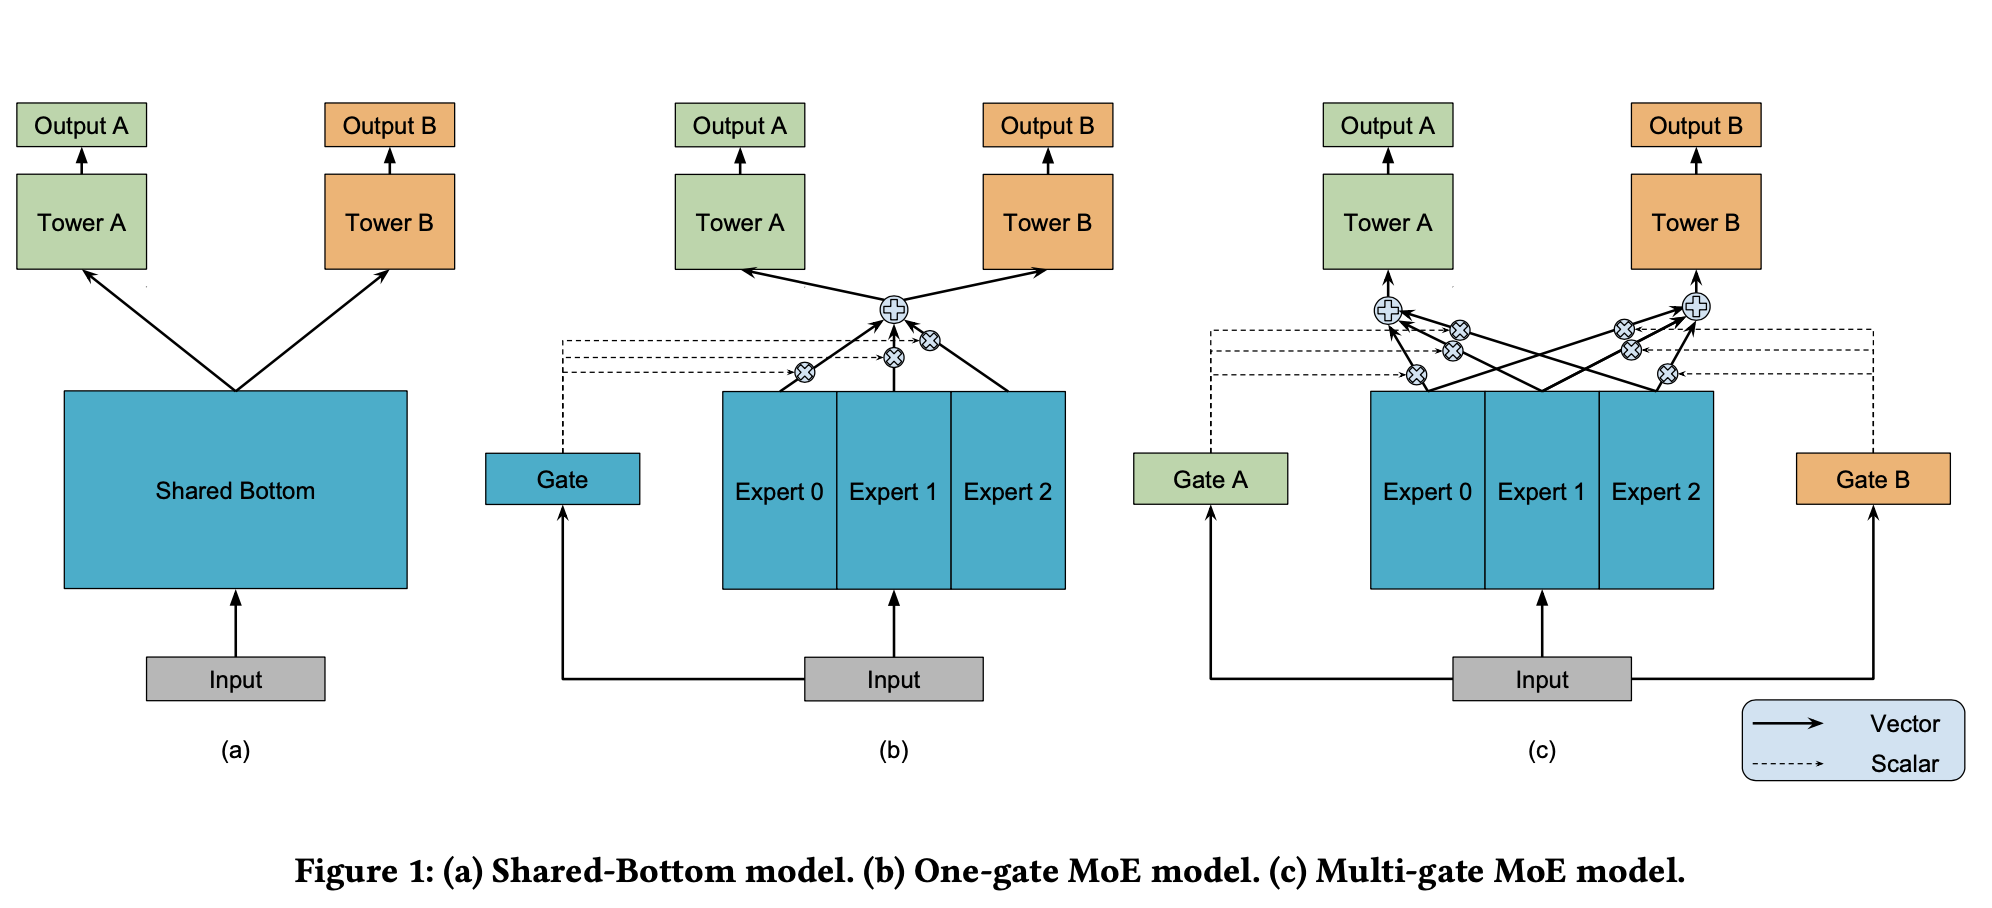 Output A
Output B
Output A
Output B
Output A
Output B
Tower A
Tower B
Tower A
Tower B
Tower A
Tower B
Shared Bottom
Gate
Expert 0
Expert 1
Expert 2
Gate A
Expert 0
Expert 1
Expert 2
Gate B
Input
Input
Input
Vector
Scalar
(a)
(b)
(c)
Figure 1: (a) Shared-Bottom model. (b) One-gate MoE model. (c) Multi-gate MoE model.